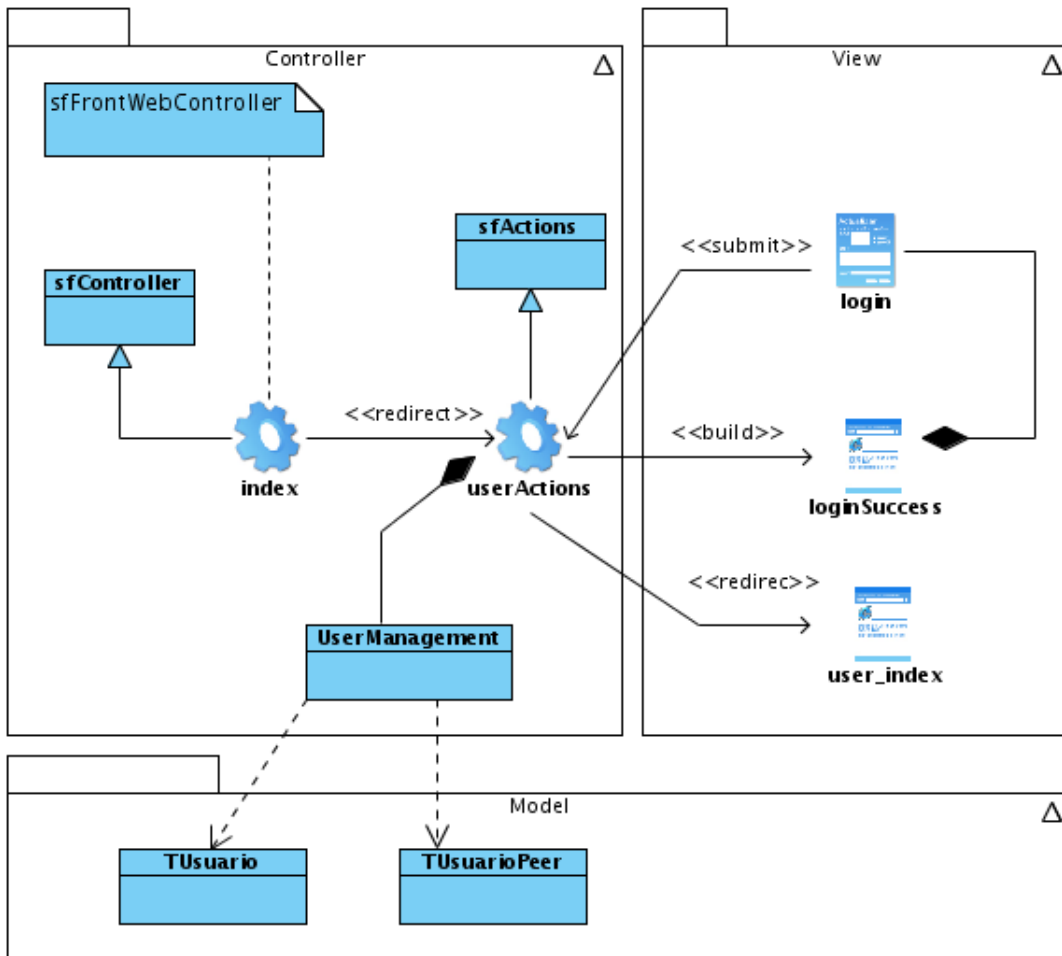 Controller
View
sfFrontWebController
sfActions
<<submit>>
sfController
login
<<redirect>>
<<build>>
index
userActions
loginSuccess
<<redirec>>
UserManagement
user_index
Model
TUsuario
TUsuarioPeer